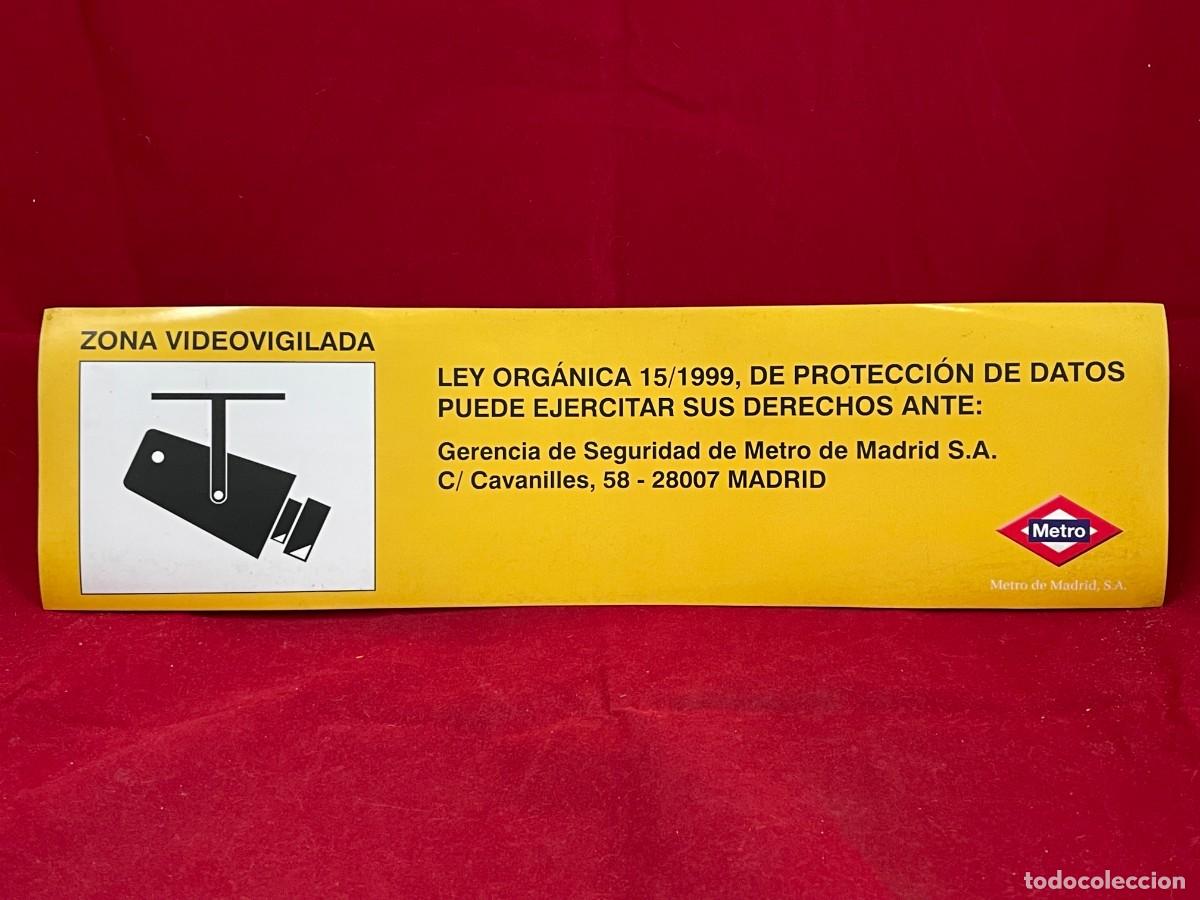 ZONA VIDEOVIGILADA
LEY ORGÁNICA 15/1999, DE PROTECCIÓN DE DATOS
PUEDE EJERCITAR SUS DERECHOS ANTE:
Gerencia de Seguridad de Metro de Madrid S.A.
C/ Cavanilles, 58 - 28007 MADRID
Metro
Metro de Madrid, S.A.
todocoleccion